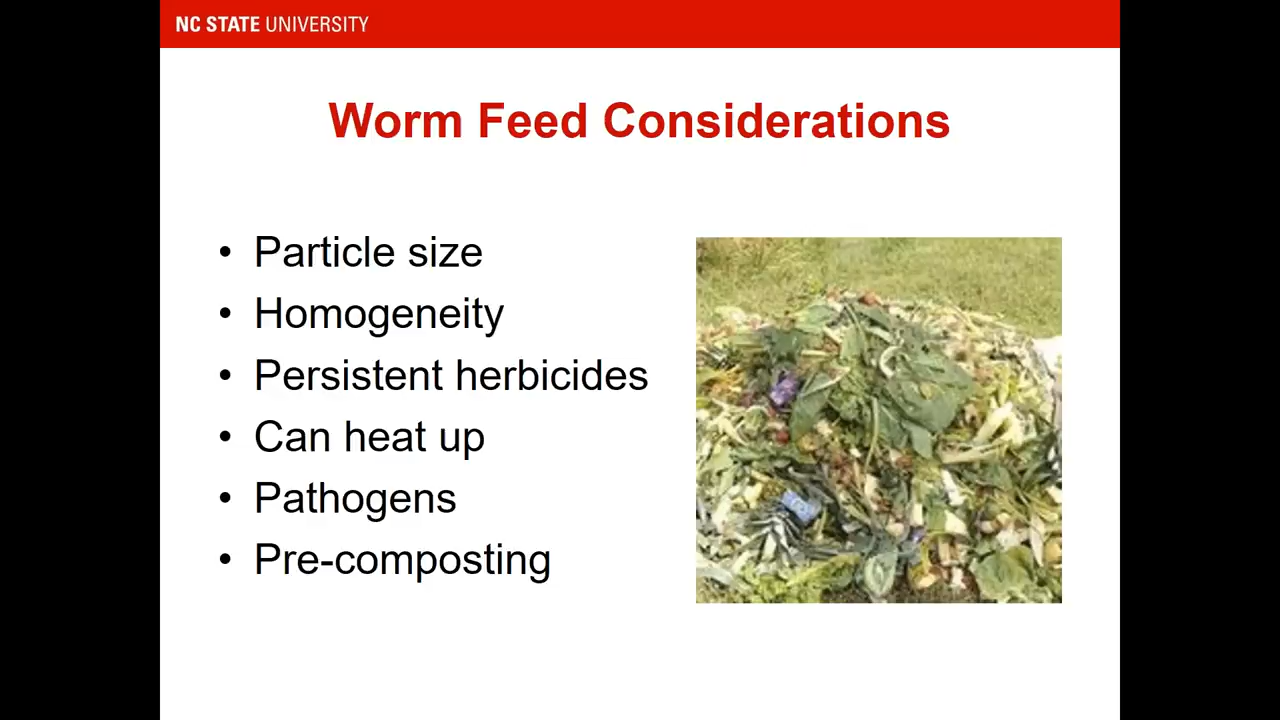 NC STATE UNIVERSITY
Worm Feed Considerations
• Particle size
• Homogeneity
• Persistent herbicides
• Can heat up
• Pathogens
• Pre-composting